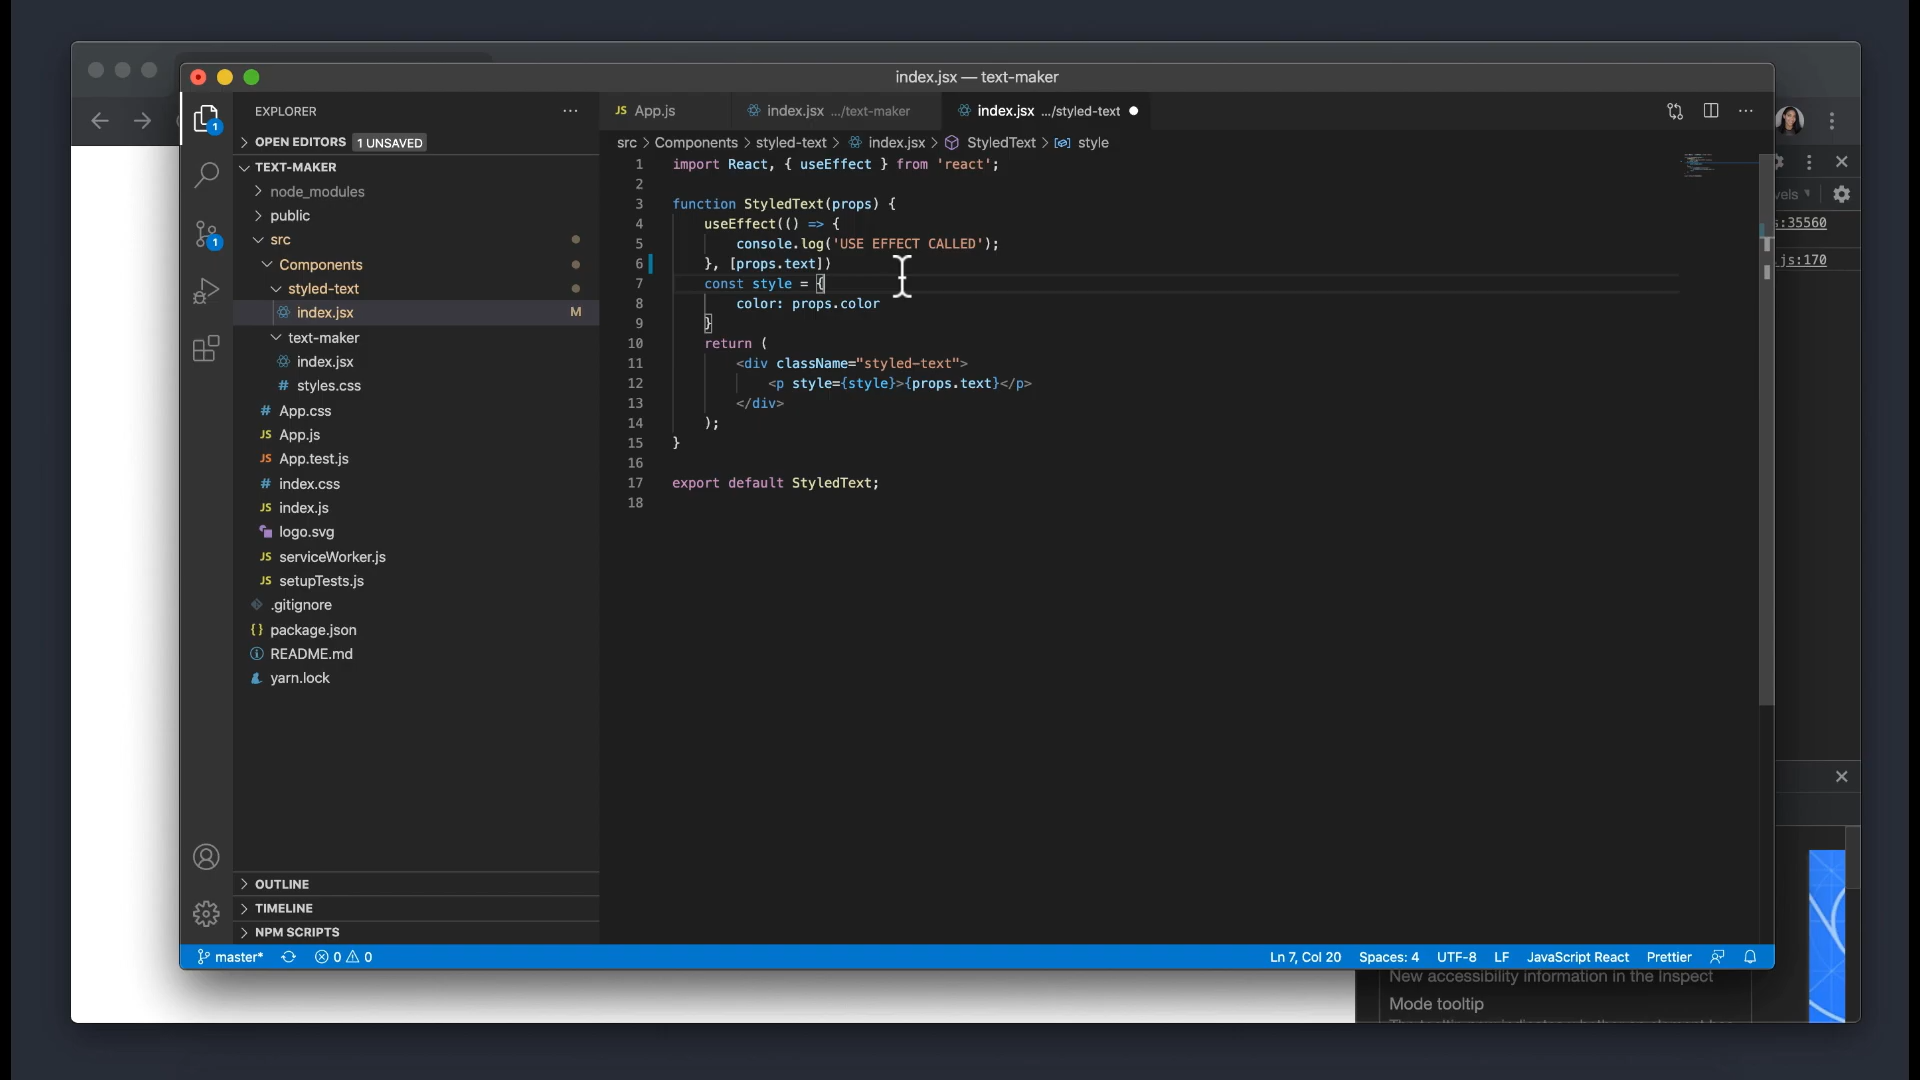 index.jsx — text-maker
EXPLORER
JS App.js
index.jsx .../text-maker
index.jsx .../styled-text
1
OPEN EDITORS 1 UNSAVED
src > Components > styled-text > index.jsx > StyledText > style
TEXT-MAKER
node_modules
public
src
Components
styled-text
index.jsx M
text-maker
index.jsx
# styles.css
# App.css
JS App.js
JS App.test.js
# index.css
JS index.js
logo.svg
JS serviceWorker.js
JS setupTests.js
.gitignore
{} package.json
README.md
yarn.lock
1
OUTLINE
TIMELINE
NPM SCRIPTS
1 import React, { useEffect } from 'react';
2
3 function StyledText(props) {
4 useEffect(() => {
5 console.log('USE EFFECT CALLED');
6 }, [props.text])
7 const style = {
8 color: props.color
9 }
10 return (
11 <div className="styled-text">
12 <p style={style}>{props.text}</p>
13 </div>
14 );
15 }
16
17 export default StyledText;
18
vels
:35560
js:170
master* 0 0
Ln 7, Col 20 Spaces: 4 UTF-8 LF JavaScript React Prettier
New accessibility information in the Inspect
Mode tooltip